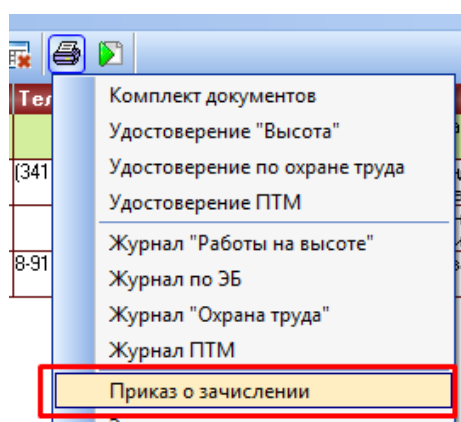 Тел
Комплект документов
Удостоверение "Высота"
(341
Удостоверение по охране труда
Удостоверение ПТМ
Журнал "Работы на высоте"
8-91
Журнал по ЭБ
Журнал "Охрана труда"
Журнал ПТМ
Приказ о зачислении